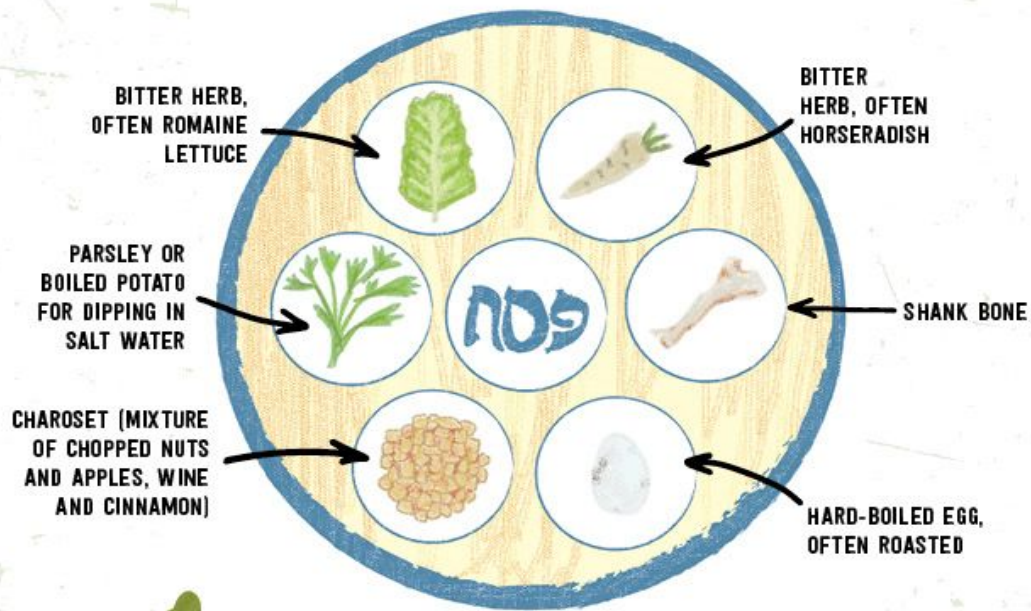 BITTER HERB,
OFTEN ROMAINE
LETTUCE
BITTER
HERB, OFTEN
HORSERADISH
PARSLEY OR
BOILED POTATO
FOR DIPPING IN
SALT WATER
פסח
SHANK BONE
CHAROSET (MIXTURE
OF CHOPPED NUTS
AND APPLES, WINE
AND CINNAMON)
HARD-BOILED EGG,
OFTEN ROASTED